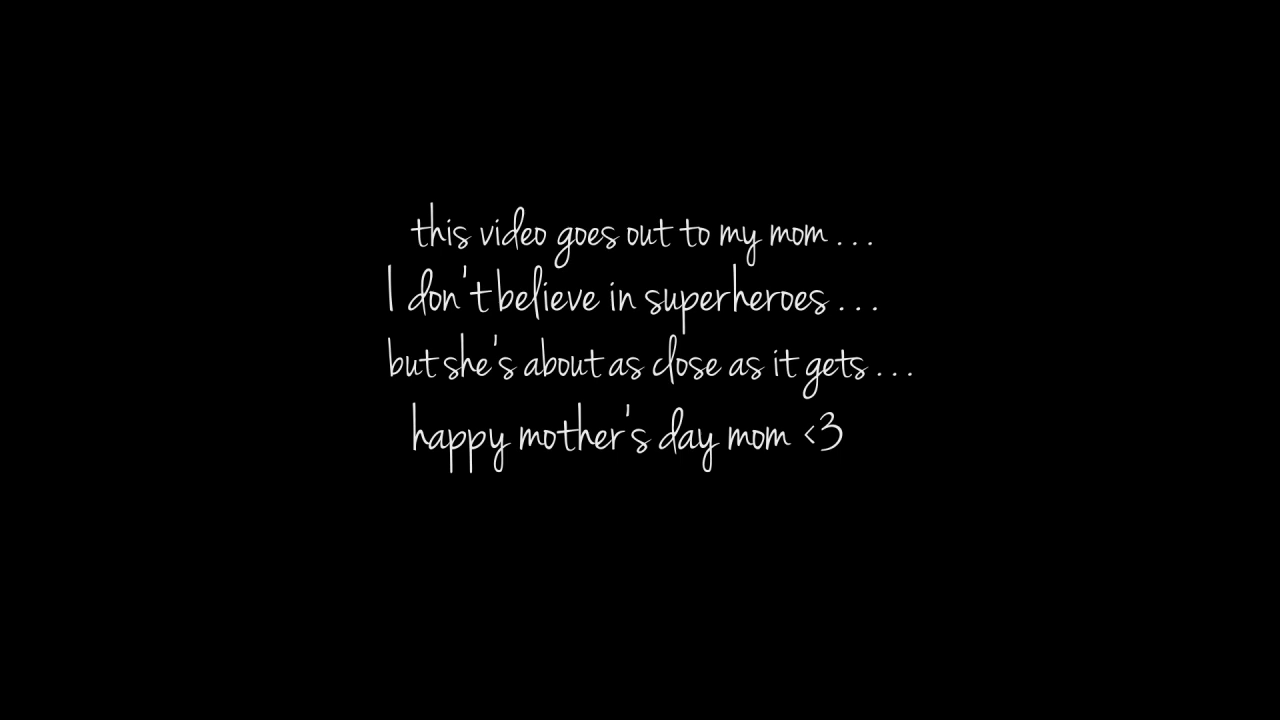 this video goes out to my mom...
I don't believe in superheroes...
but she's about as close as it gets...
happy mother's day mom <3